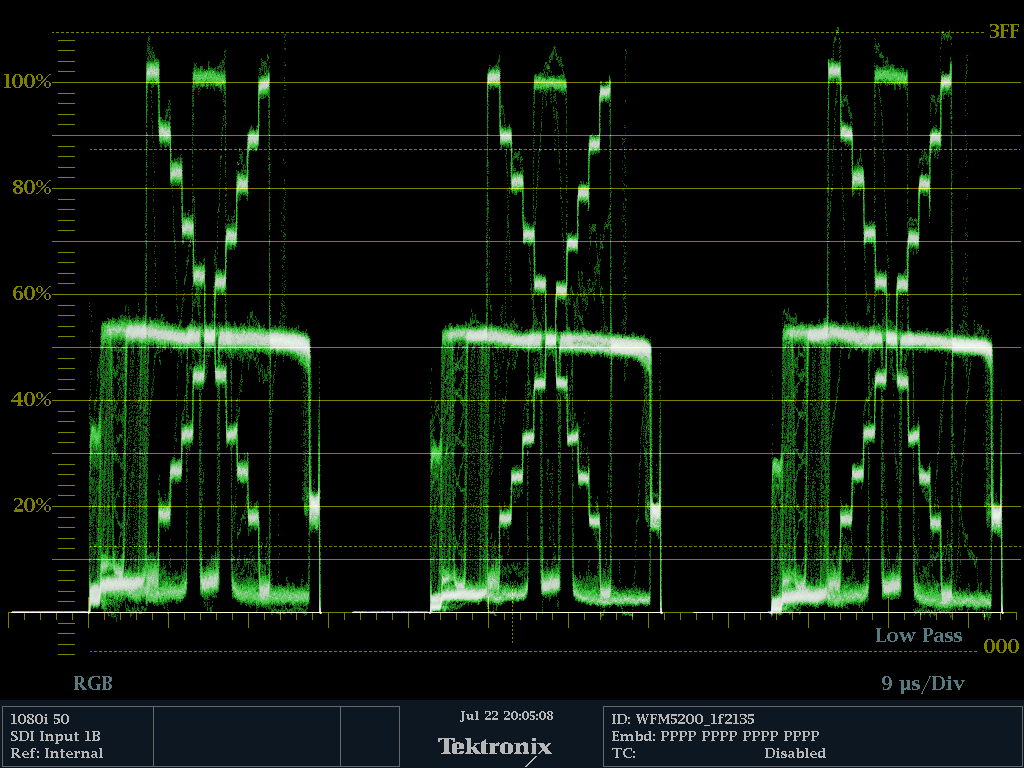 3FF
100%
80%
60%
40%
20%
Low Pass
000
RGB
9 µs/Div
1080i 50
SDI Input 1B
Ref: Internal
Jul 22 20:05:08
Tektronix
ID: WFM5200_1f2135
Embd: PPPP PPPP PPPP PPPP
TC: Disabled